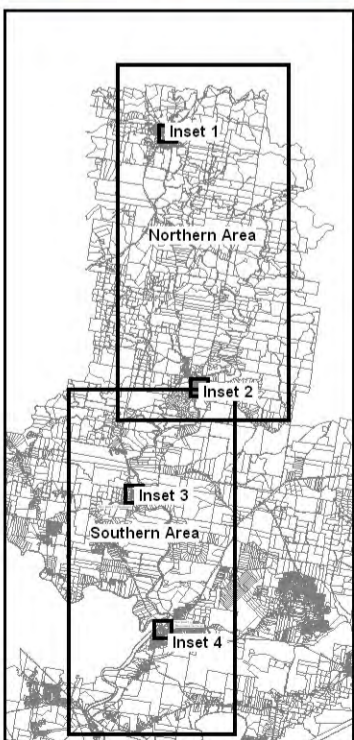 Inset 1
Northern Area
Inset 2
Inset 3
Southern Area
Inset 4